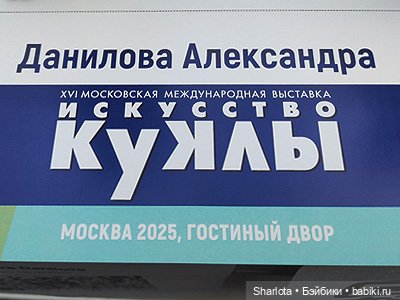 Данилова Александра
XVI МОСКОВСКАЯ МЕЖДУНАРОДНАЯ ВЫСТАВКА
ИСКУССТВО
КуКЛЫ
МОСКВА 2025, ГОСТИНЫЙ ДВОР
Sharlota • Бэйбики • babiki.ru